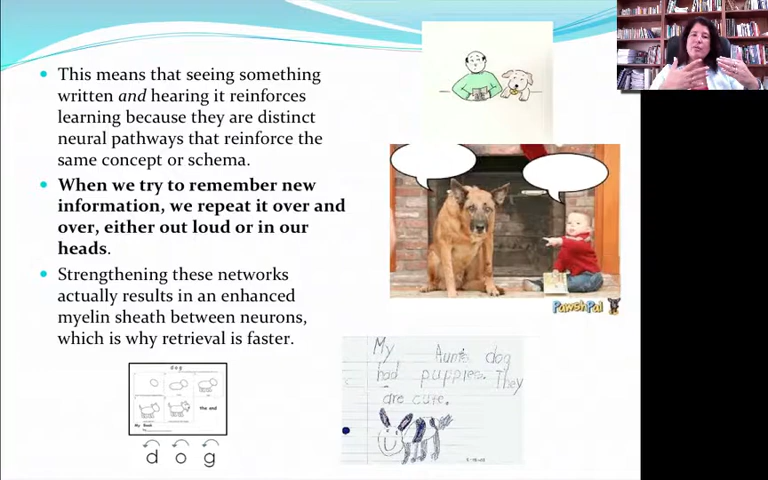 This means that seeing something
written and hearing it reinforces
learning because they are distinct
neural pathways that reinforce the
same concept or schema.
When we try to remember new
information, we repeat it over and
over, either out loud or in our
heads.
Strengthening these networks
actually results in an enhanced
myelin sheath between neurons,
which is why retrieval is faster.
PawshPal
My Aunt's dog
had puppies. They
are cute.
dog
The end
My Book
d o g